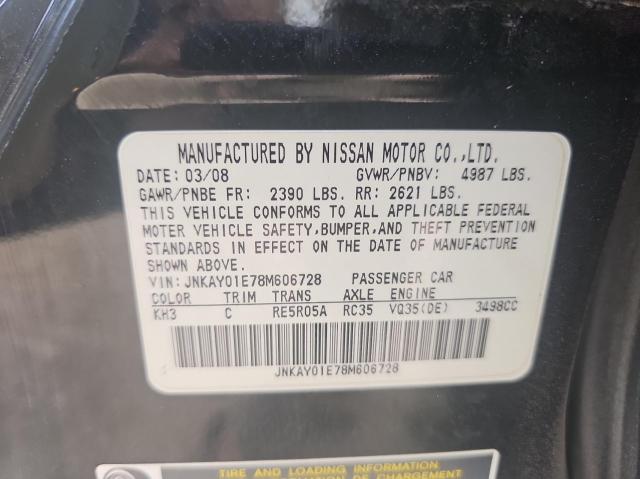 MANUFACTURED BY NISSAN MOTOR CO.,LTD.
DATE: 03/08 GVWR/PNBV: 4987 LBS.
GAWR/PNBE FR: 2390 LBS. RR: 2621 LBS.
THIS VEHICLE CONFORMS TO ALL APPLICABLE FEDERAL
MOTOR VEHICLE SAFETY,BUMPER,AND THEFT PREVENTION
STANDARDS IN EFFECT ON THE DATE OF MANUFACTURE
SHOWN ABOVE.
VIN:JNKAY01E78M606728 PASSENGER CAR
COLOR TRIM TRANS AXLE ENGINE
KH3 C RE5R05A RC35 VQ35(DE) 3498CC
JNKAY01E78M606728
TIRE AND LOADING INFORMATION
DE CHARGEMENT